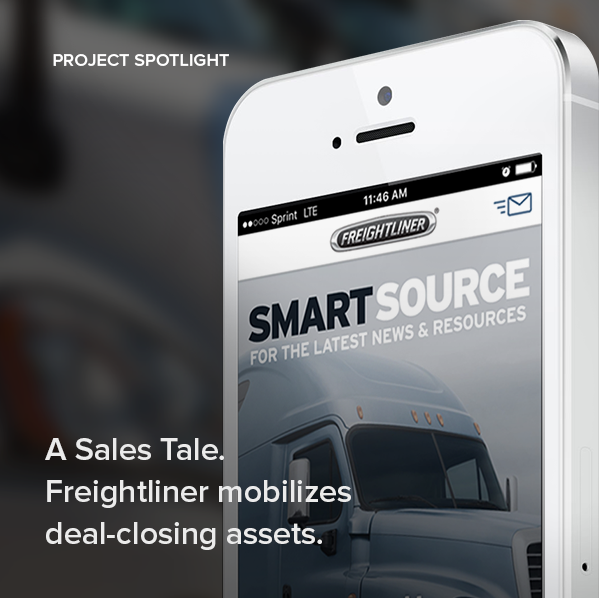 PROJECT SPOTLIGHT
Sprint LTE
11:46 AM
FREIGHTLINER
SMARTSOURCE
FOR THE LATEST NEWS & RESOURCES
A Sales Tale.
Freightliner mobilizes
deal-closing assets.